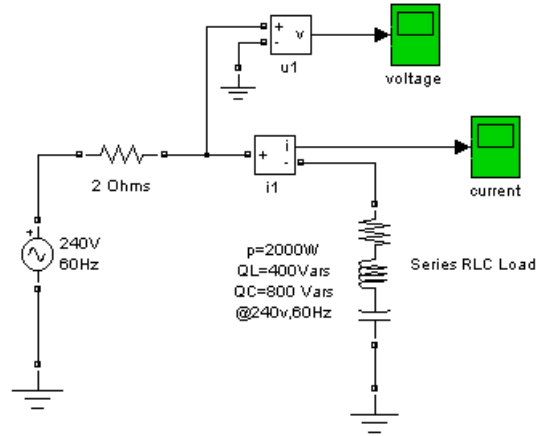 +
-
v
u1
voltage
2 Ohms
+
i
-
i1
current
+
240V
60Hz
p=2000W
QL=400Vars
QC=800 Vars
@240v,60Hz
Series RLC Load